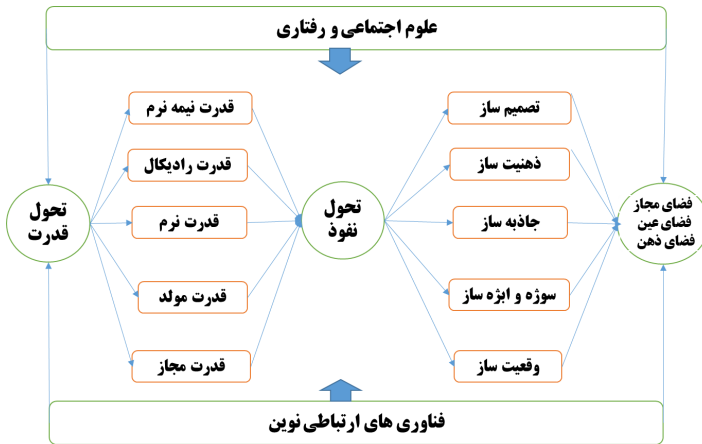 علوم اجتماعی و رفتاری
قدرت نیمه نرم
تصمیم ساز
قدرت رادیکال
ذهنیت ساز
تحول
قدرت
قدرت نرم
تحول
نفوذ
جاذبه ساز
فضای مجاز
فضای عین
فضای ذهن
قدرت مولد
سوژه و ابژه ساز
قدرت مجاز
وقعیت ساز
فناوری های ارتباطی نوین